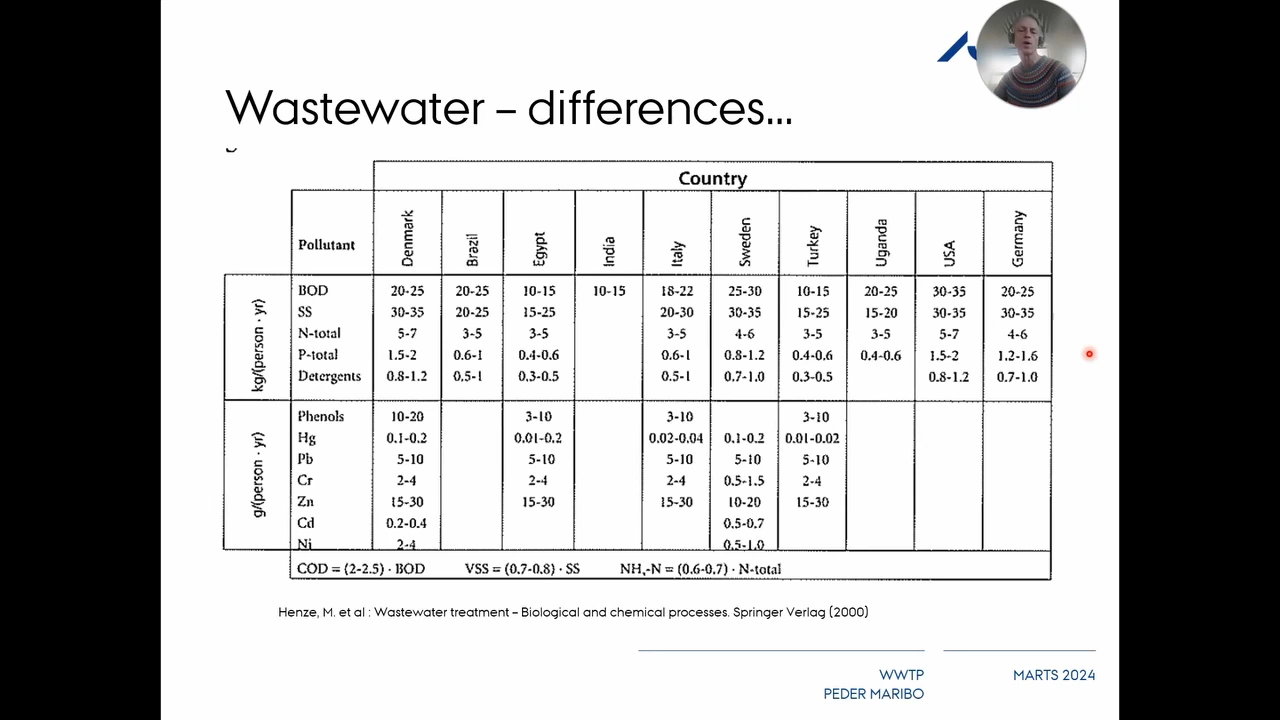 Wastewater – differences...
Country
Pollutant Denmark Brazil Egypt India Italy Sweden Turkey Uganda USA Germany
kg/(person · yr)
BOD 20-25 20-25 10-15 10-15 18-22 25-30 10-15 20-25 30-35 20-25
SS 30-35 20-25 15-25 20-30 30-35 15-25 15-20 30-35 30-35
N-total 5-7 3-5 3-5 3-5 4-6 3-5 3-5 5-7 4-6
P-total 1.5-2 0.6-1 0.4-0.6 0.6-1 0.8-1.2 0.4-0.6 0.4-0.6 1.5-2 1.2-1.6
Detergents 0.8-1.2 0.5-1 0.3-0.5 0.5-1 0.7-1.0 0.3-0.5 0.8-1.2 0.7-1.0
g/(person · yr)
Phenols 10-20 3-10 3-10 3-10
Hg 0.1-0.2 0.01-0.2 0.02-0.04 0.1-0.2 0.01-0.02
Pb 5-10 5-10 5-10 5-10 5-10
Cr 2-4 2-4 2-4 0.5-1.5 2-4
Zn 15-30 15-30 15-30 10-20 15-30
Cd 0.2-0.4 0.5-0.7
Ni 2-4 0.5-1.0
COD = (2-2.5) · BOD VSS = (0.7-0.8) · SS NH₄-N = (0.6-0.7) · N-total
Henze, M. et al : Wastewater treatment – Biological and chemical processes. Springer Verlag (2000)
WWTP
PEDER MARIBO
MARTS 2024